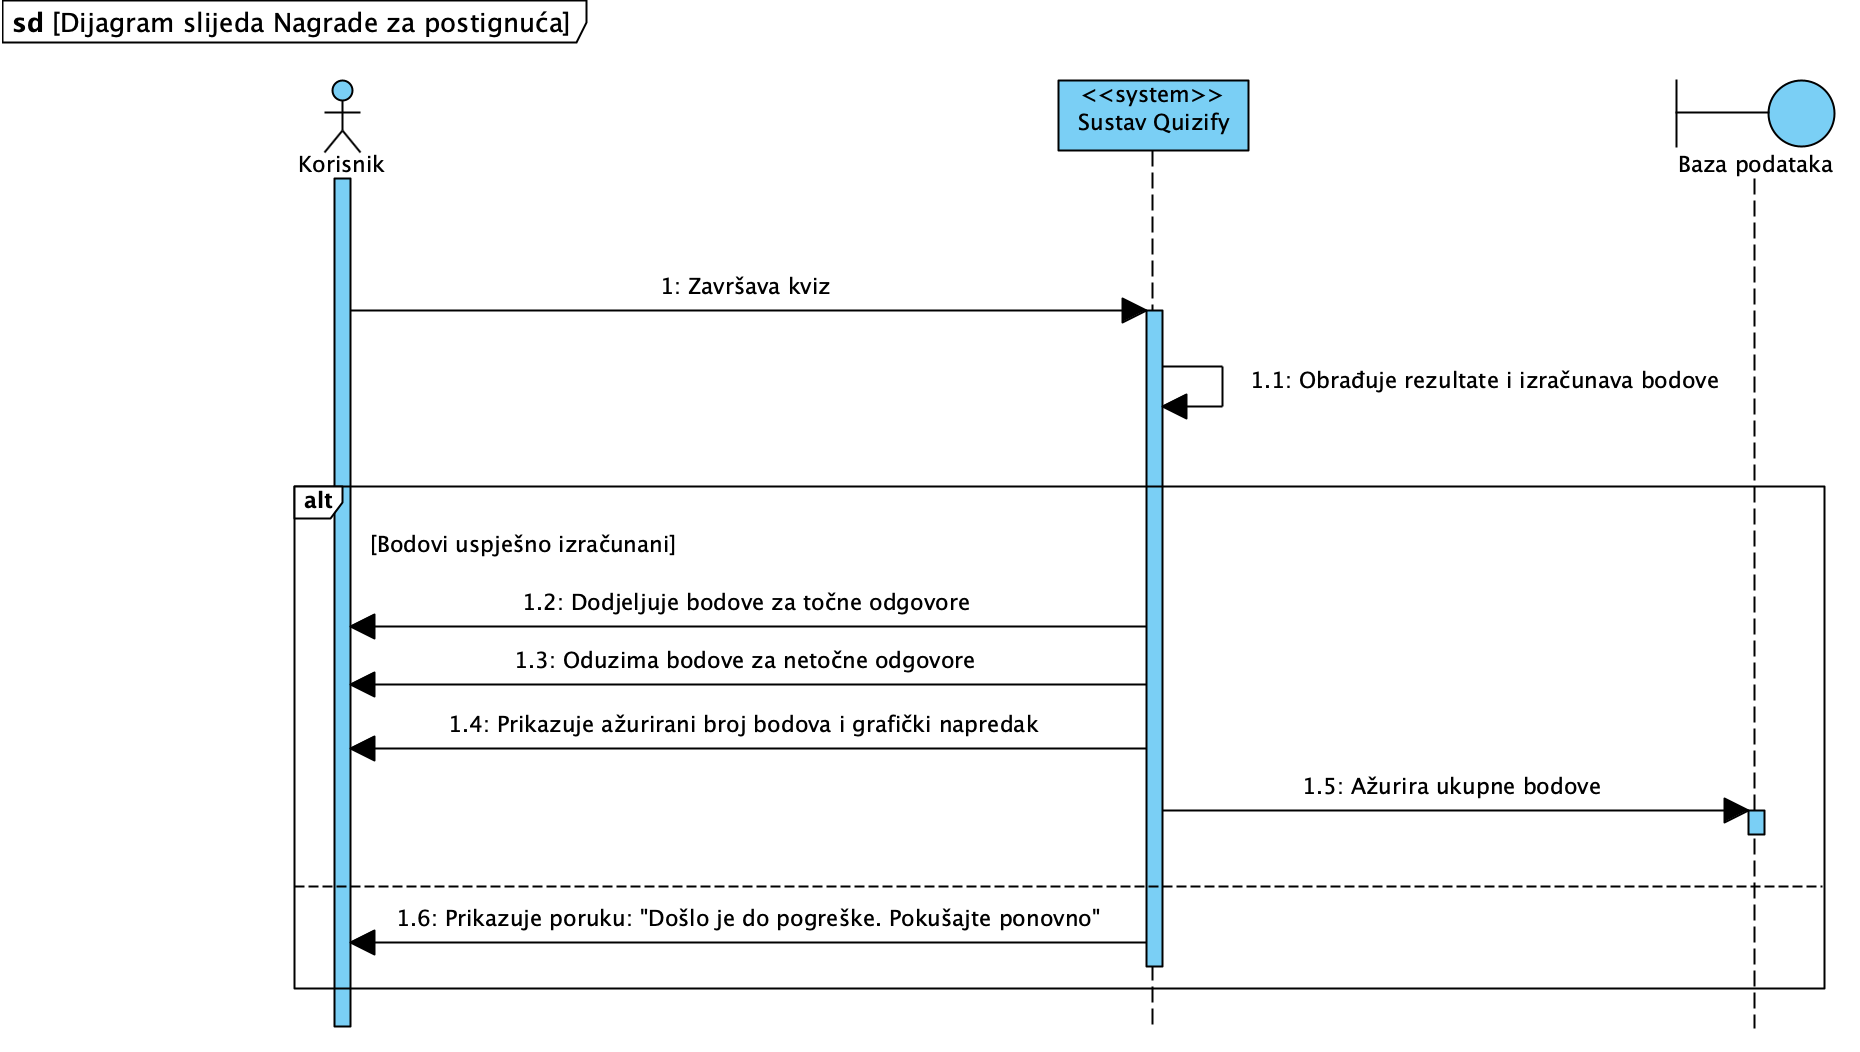 sd [Dijagram slijeda Nagrade za postignuća]
<<system>>
Sustav Quizify
Korisnik
Baza podataka
1: Završava kviz
1.1: Obrađuje rezultate i izračunava bodove
alt
[Bodovi uspješno izračunani]
1.2: Dodjeljuje bodove za točne odgovore
1.3: Oduzima bodove za netočne odgovore
1.4: Prikazuje ažurirani broj bodova i grafički napredak
1.5: Ažurira ukupne bodove
1.6: Prikazuje poruku: "Došlo je do pogreške. Pokušajte ponovno"